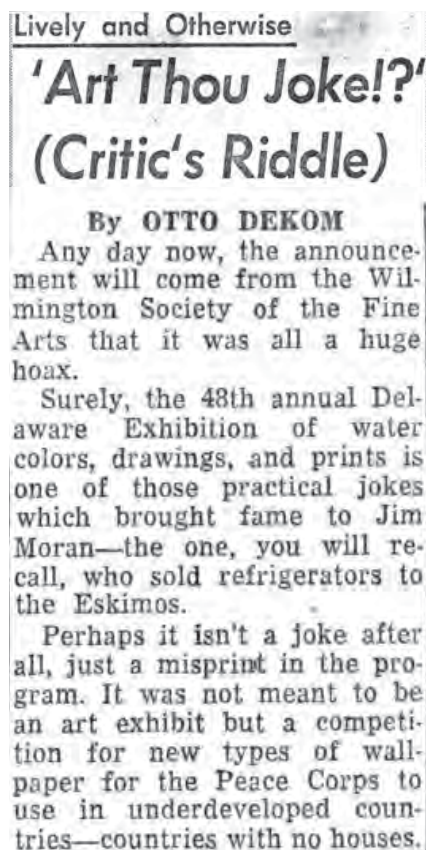 Lively and Otherwise
'Art Thou Joke!?'
(Critic's Riddle)
By OTTO DEKOM
Any day now, the announce-
ment will come from the Wil-
mington Society of the Fine
Arts that it was all a huge
hoax.
Surely, the 48th annual Del-
aware Exhibition of water
colors, drawings, and prints is
one of those practical jokes
which brought fame to Jim
Moran—the one, you will re-
call, who sold refrigerators to
the Eskimos.
Perhaps it isn't a joke after
all, just a misprint in the pro-
gram. It was not meant to be
an art exhibit but a competi-
tion for new types of wall-
paper for the Peace Corps to
use in underdeveloped coun-
tries—countries with no houses.